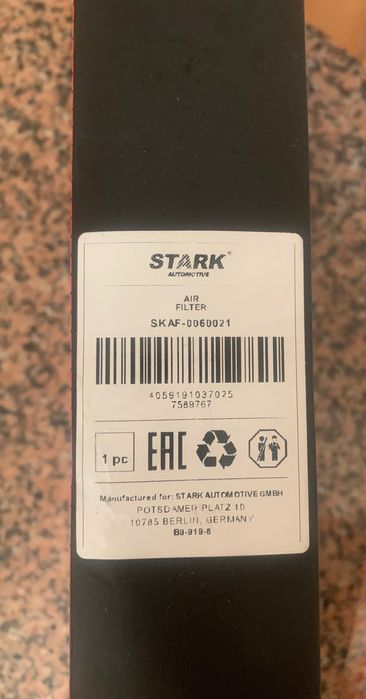 STARK
AUTOMOTIVE
AIR
FILTER
SKAF-0060021
4059191037025
7589767
1 pc
EAC
Manufactured for: STARK AUTOMOTIVE GMBH
POTSDAMER PLATZ 10
10785 BERLIN, GERMANY
B9-919-6